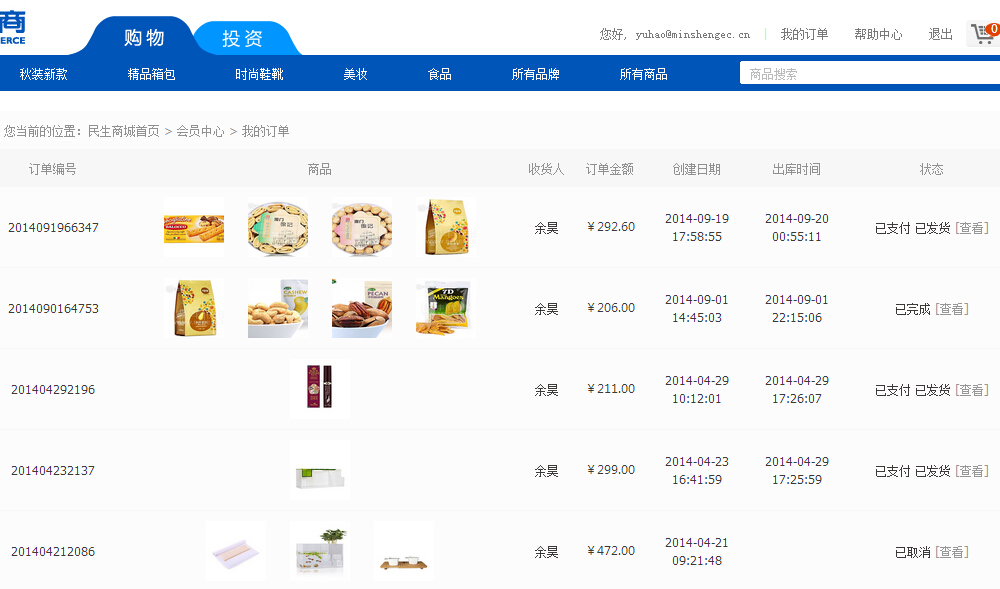 商
ERCE
购物
投资
您好, yuhao@minshengec.cn
我的订单
帮助中心
退出
0
秋装新款 精品箱包 时尚鞋靴 美妆 食品 所有品牌 所有商品
商品搜索
您当前的位置：民生商城首页 > 会员中心 > 我的订单
订单编号 商品 收货人 订单金额 创建日期 出库时间 状态
2014091966347 余昊 ¥292.60 2014-09-19 17:58:55 2014-09-20 00:55:11 已支付 已发货 [查看]
CASHEW
PECAN
7D
Mangoes
2014090164753 余昊 ¥206.00 2014-09-01 14:45:03 2014-09-01 22:15:06 已完成 [查看]
201404292196 余昊 ¥211.00 2014-04-29 10:12:01 2014-04-29 17:26:07 已支付 已发货 [查看]
201404232137 余昊 ¥299.00 2014-04-23 16:41:59 2014-04-29 17:25:59 已支付 已发货 [查看]
201404212086 余昊 ¥472.00 2014-04-21 09:21:48 已取消 [查看]